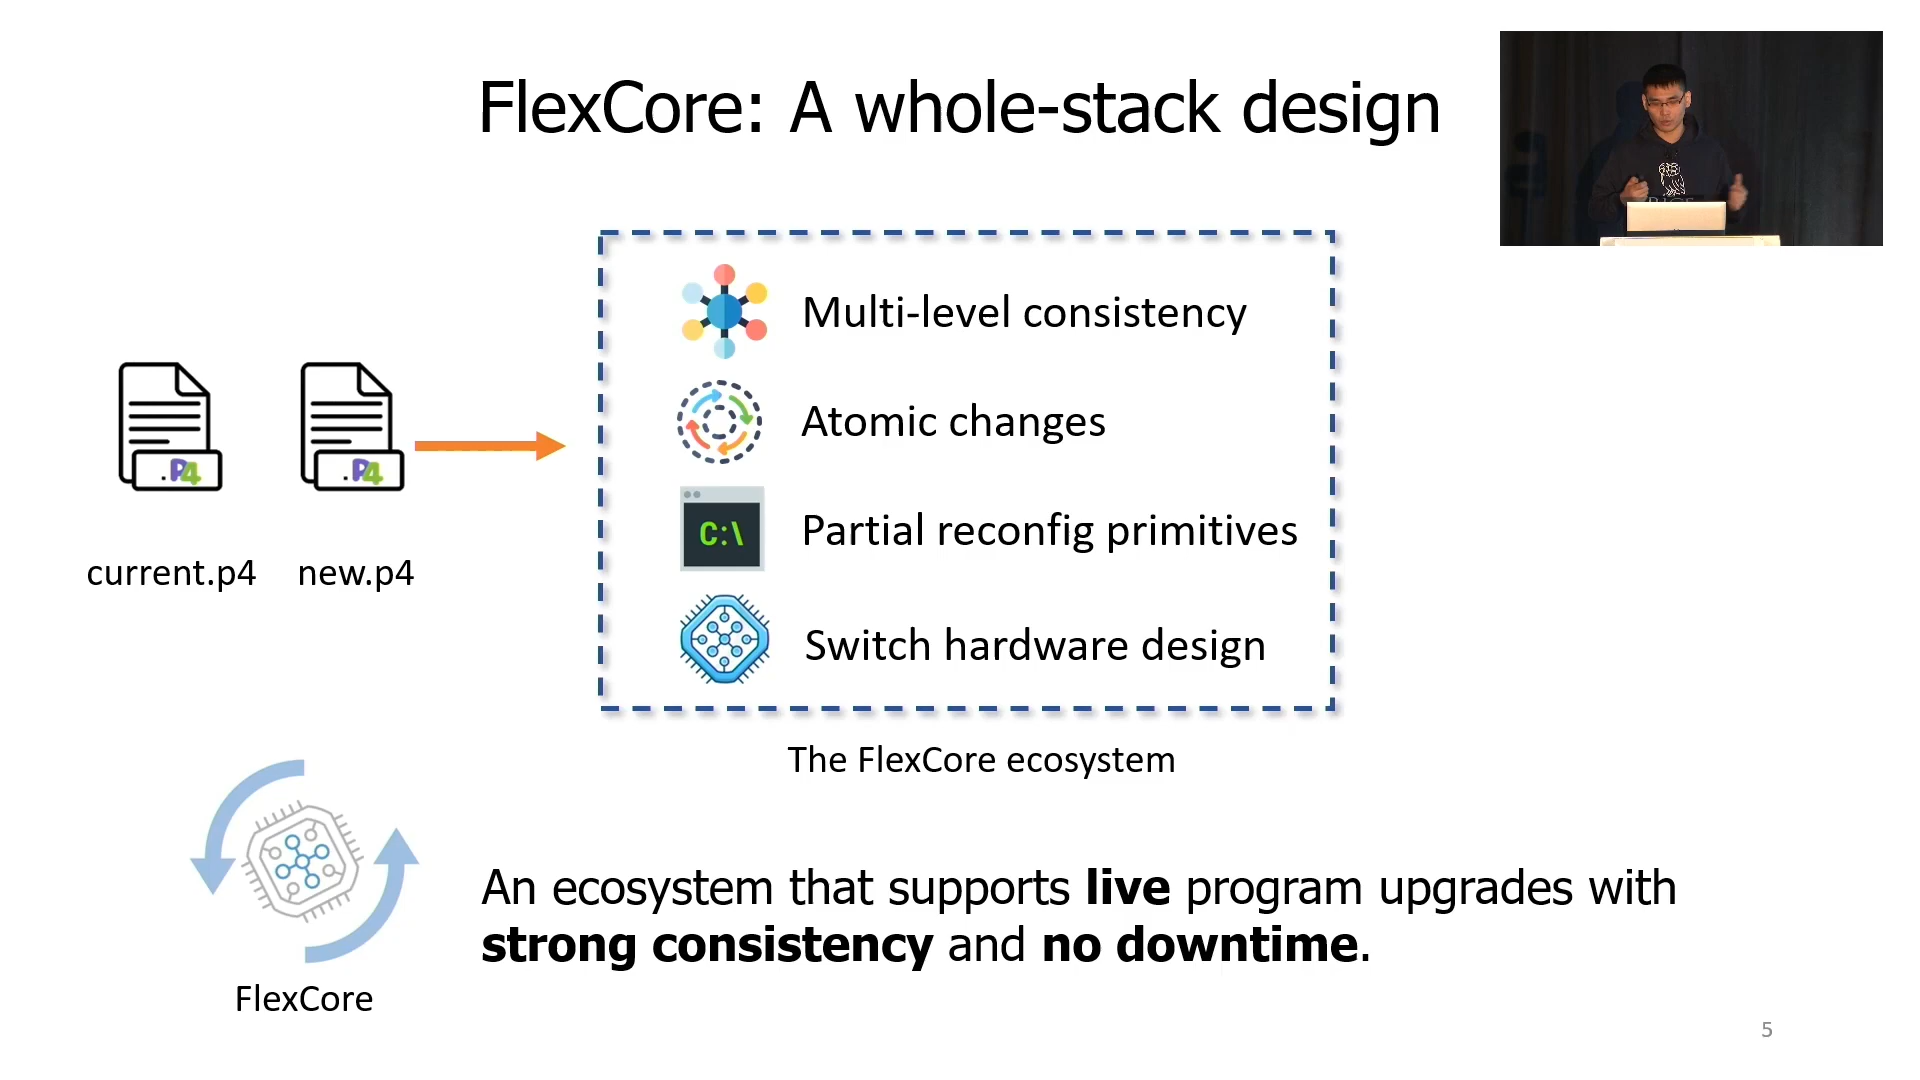 FlexCore: A whole-stack design
Multi-level consistency
Atomic changes
C:\
Partial reconfig primitives
Switch hardware design
.P4
.P4
current.p4
new.p4
The FlexCore ecosystem
FlexCore
An ecosystem that supports live program upgrades with
strong consistency and no downtime.
5